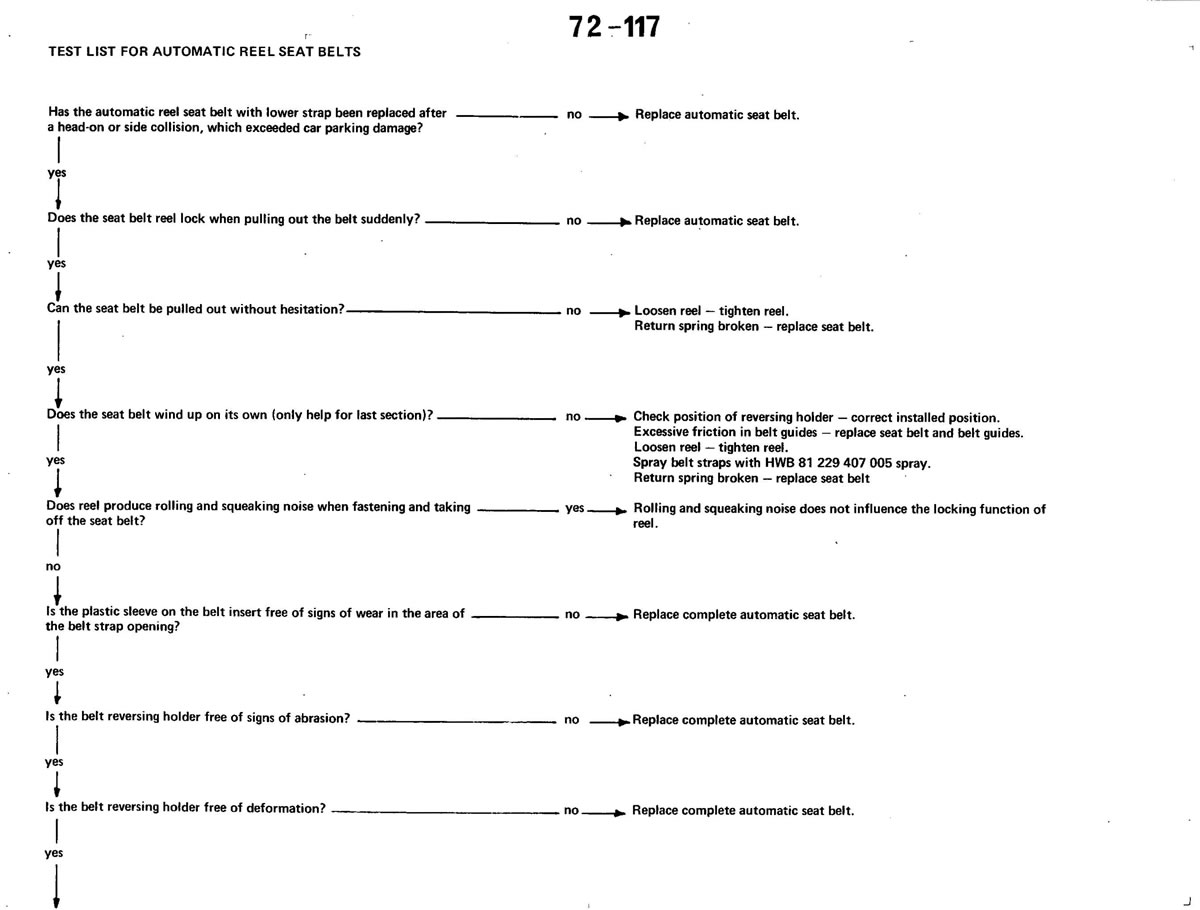 72-117
TEST LIST FOR AUTOMATIC REEL SEAT BELTS
Has the automatic reel seat belt with lower strap been replaced after
a head-on or side collision, which exceeded car parking damage?
no
Replace automatic seat belt.
yes
Does the seat belt reel lock when pulling out the belt suddenly?
no
Replace automatic seat belt.
yes
Can the seat belt be pulled out without hesitation?
no
Loosen reel — tighten reel.
Return spring broken — replace seat belt.
yes
Does the seat belt wind up on its own (only help for last section)?
no
Check position of reversing holder — correct installed position.
Excessive friction in belt guides — replace seat belt and belt guides.
Loosen reel — tighten reel.
Spray belt straps with HWB 81 229 407 005 spray.
Return spring broken — replace seat belt
yes
Does reel produce rolling and squeaking noise when fastening and taking
off the seat belt?
yes
Rolling and squeaking noise does not influence the locking function of
reel.
no
Is the plastic sleeve on the belt insert free of signs of wear in the area of
the belt strap opening?
no
Replace complete automatic seat belt.
yes
Is the belt reversing holder free of signs of abrasion?
no
Replace complete automatic seat belt.
yes
Is the belt reversing holder free of deformation?
no
Replace complete automatic seat belt.
yes